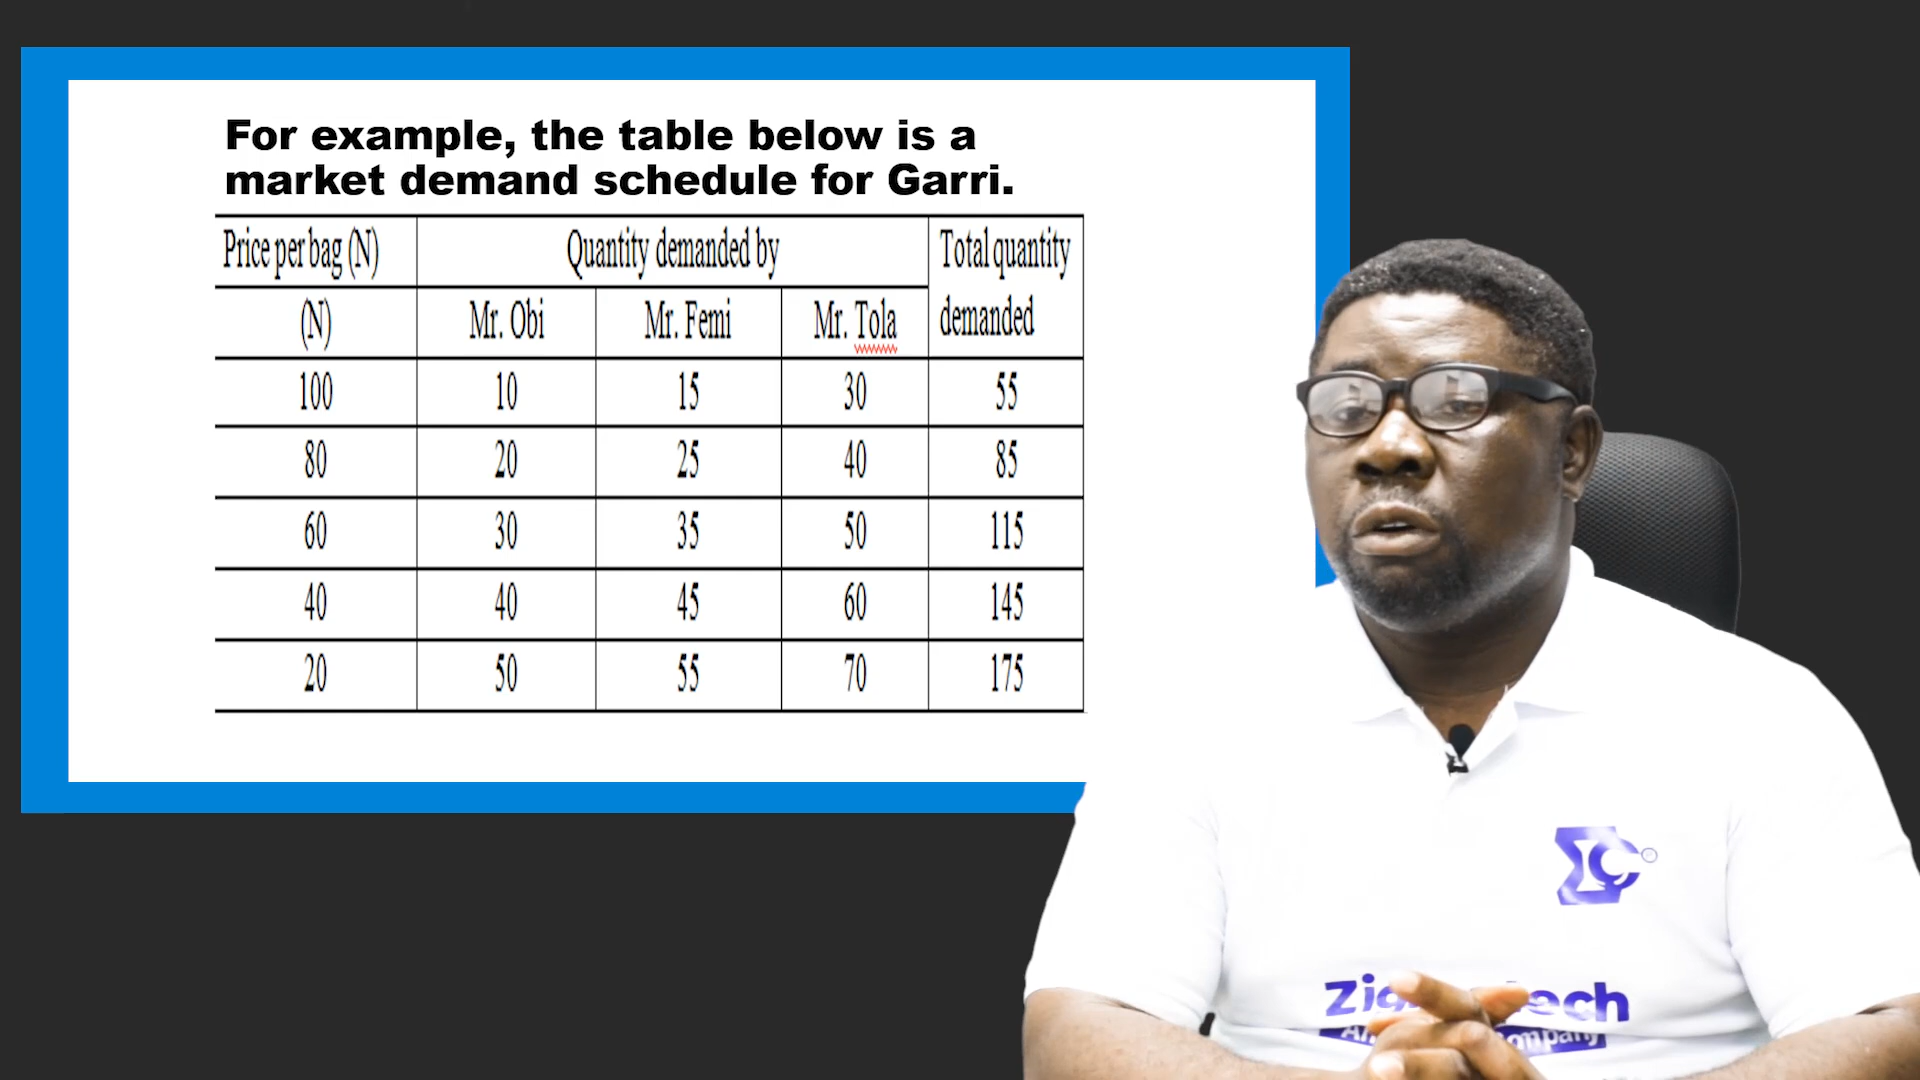 For example, the table below is a
market demand schedule for Garri.
Price per bag (N) Quantity demanded by Total quantity demanded
(N) Mr. Obi Mr. Femi Mr. Tola
100 10 15 30 55
80 20 25 40 85
60 30 35 50 115
40 40 45 60 145
20 50 55 70 175